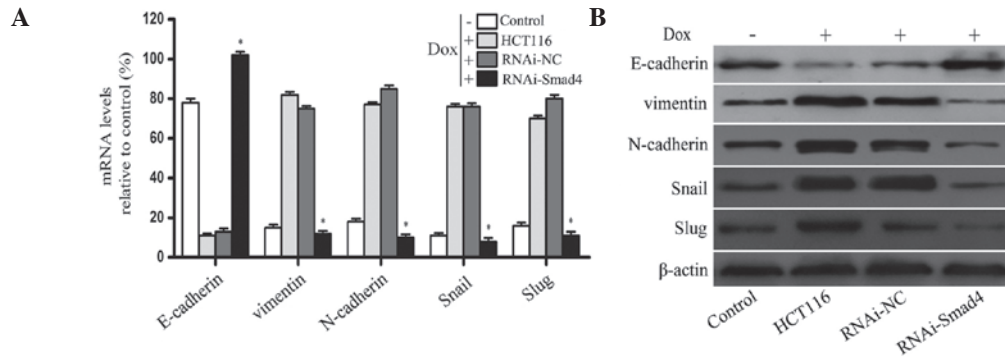 A
mRNA levels
relative to control (%)
120
100
80
60
40
20
0
Dox
- Control
+ HCT116
+ RNAi-NC
+ RNAi-Smad4
*
*
*
*
*
E-cadherin
vimentin
N-cadherin
Snail
Slug
B
Dox - + + +
E-cadherin
vimentin
N-cadherin
Snail
Slug
β-actin
Control
HCT116
RNAi-NC
RNAi-Smad4